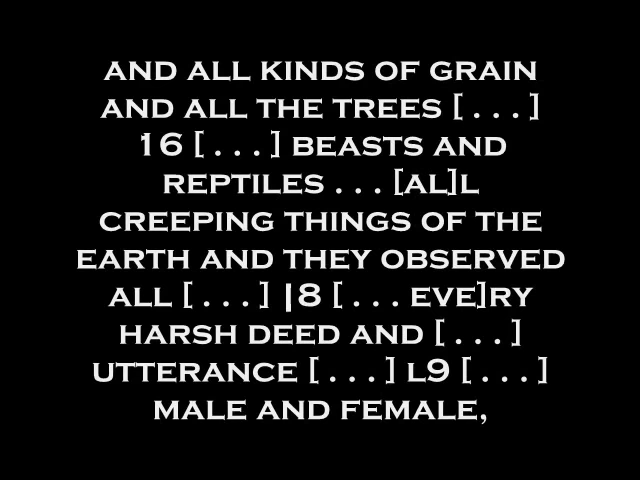 AND ALL KINDS OF GRAIN
AND ALL THE TREES [ . . . ]
16 [ . . . ] BEASTS AND
REPTILES . . . [AL]L
CREEPING THINGS OF THE
EARTH AND THEY OBSERVED
ALL [ . . . ] |8 [ . . . EVE]RY
HARSH DEED AND [ . . . ]
UTTERANCE [ . . . ] L9 [ . . . ]
MALE AND FEMALE,